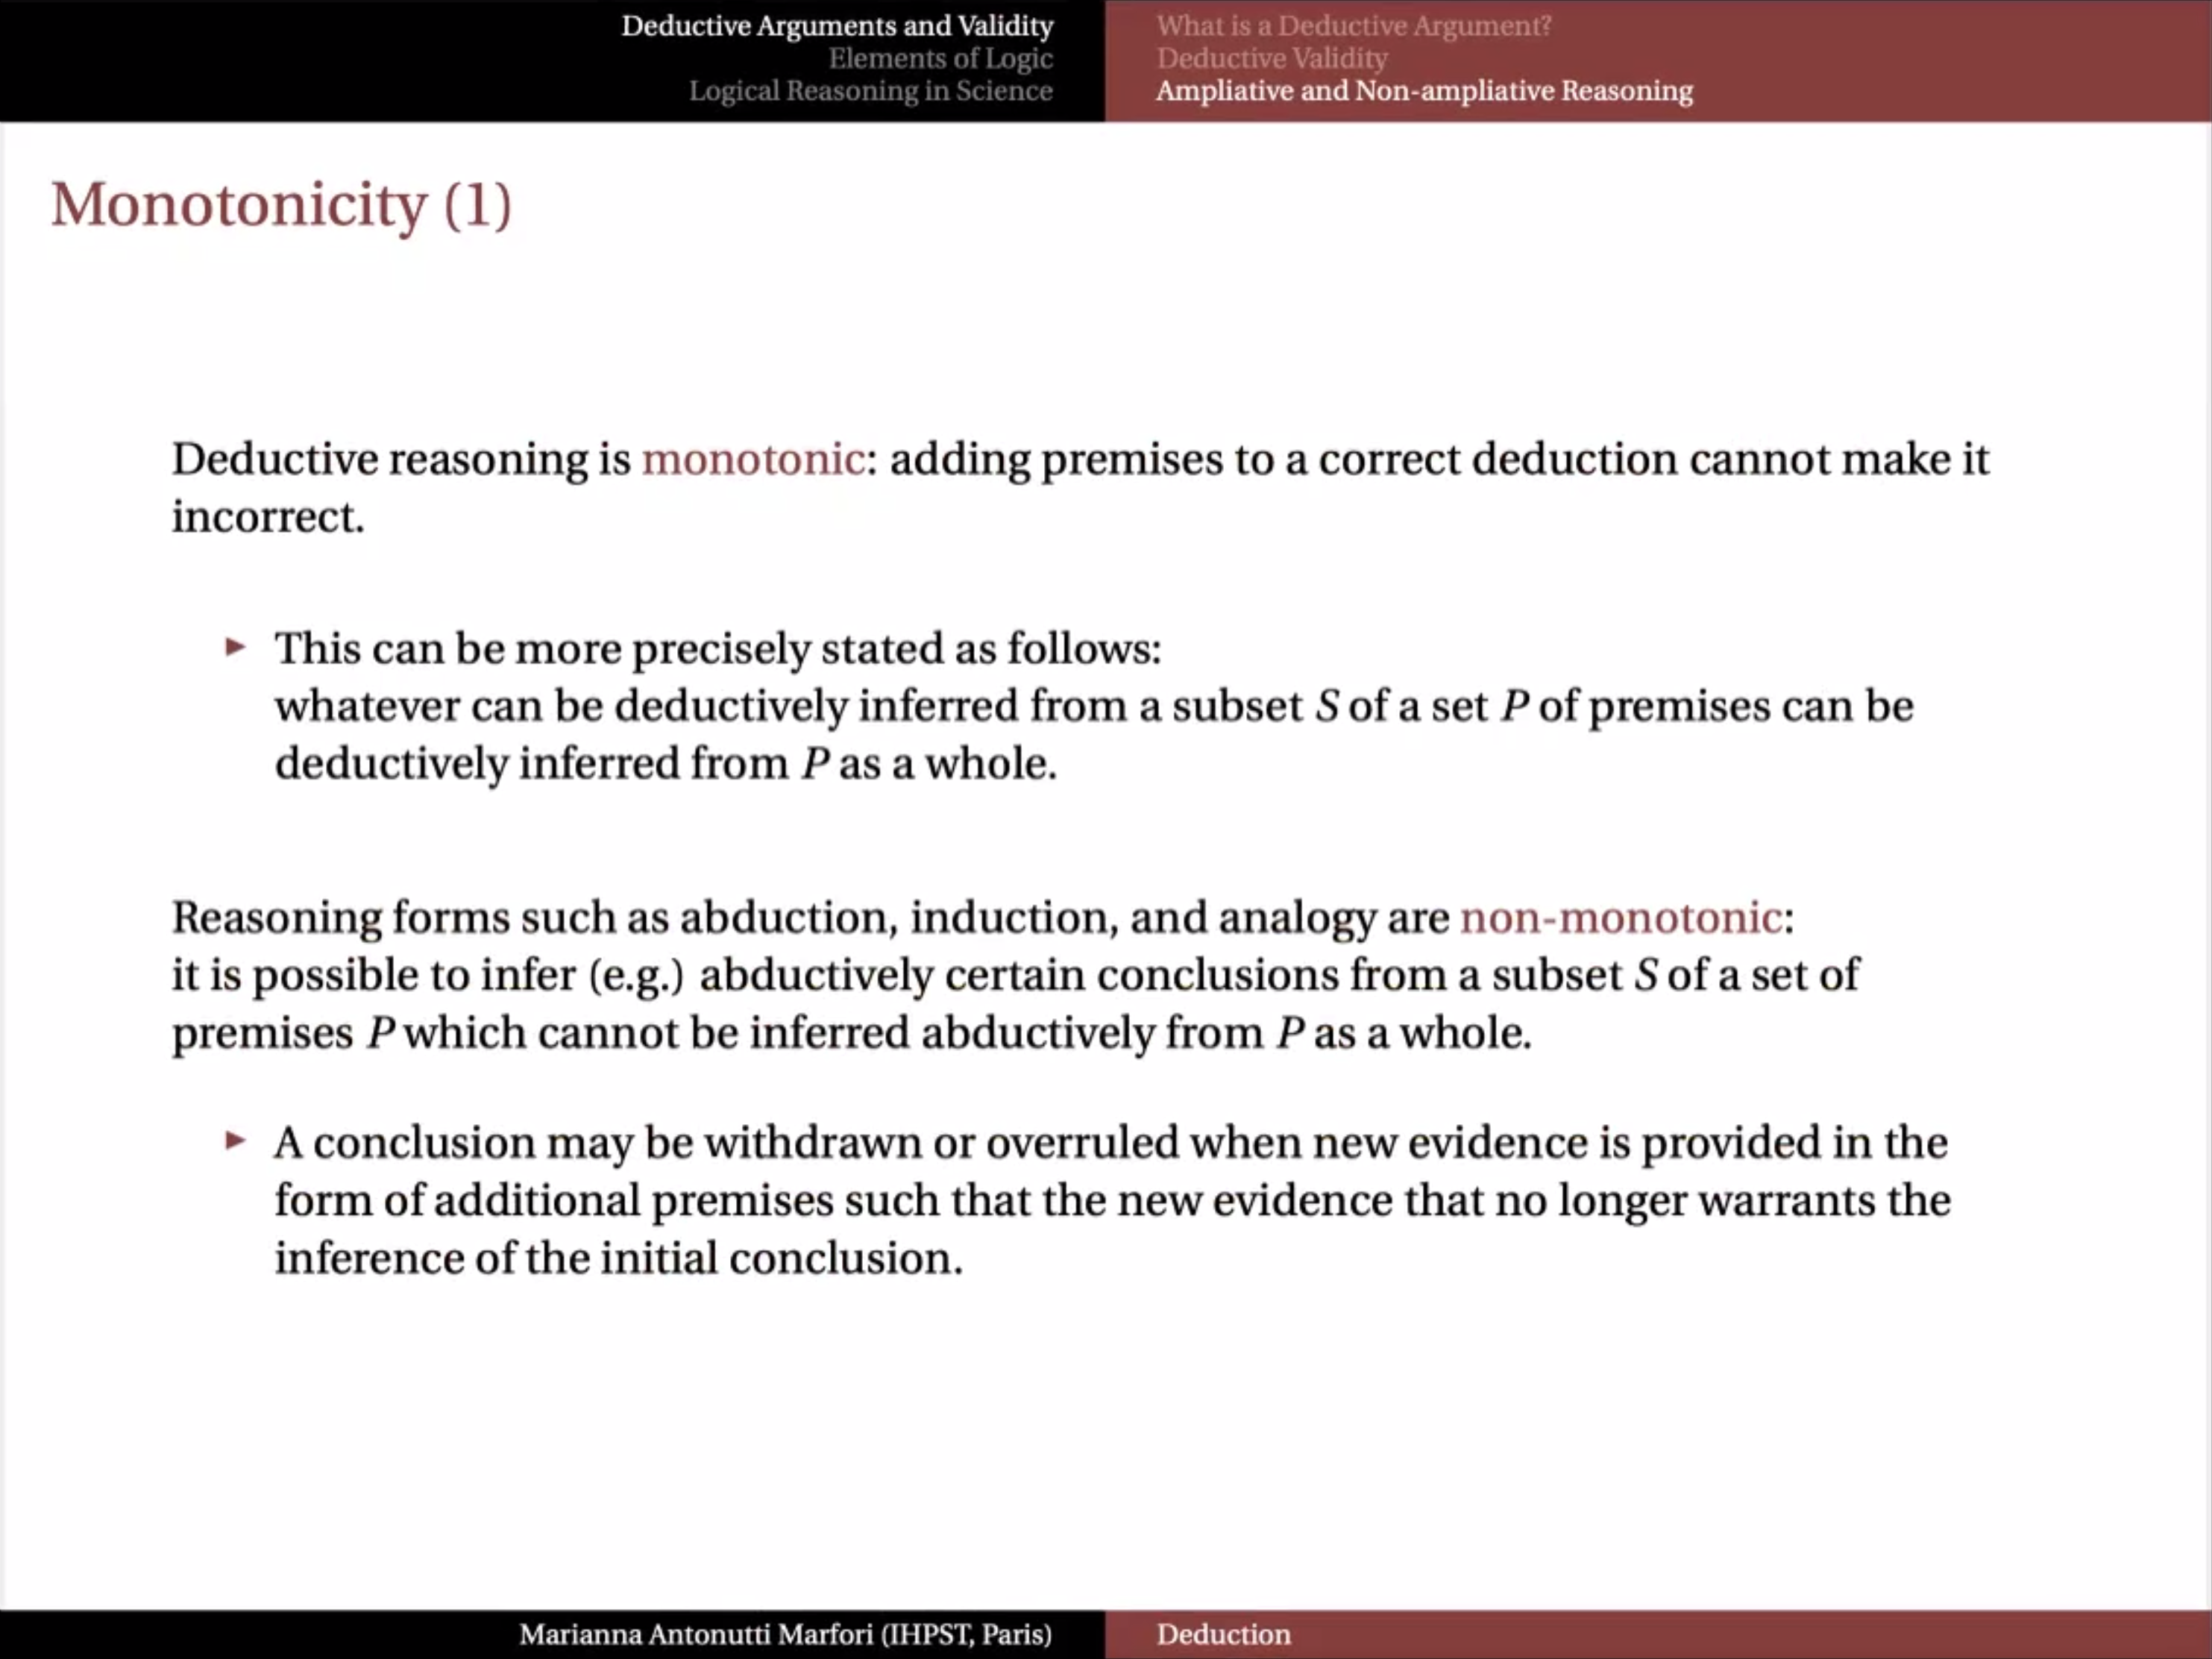 Deductive Arguments and Validity
Elements of Logic
Logical Reasoning in Science
What is a Deductive Argument?
Deductive Validity
Ampliative and Non-ampliative Reasoning
Monotonicity (1)
Deductive reasoning is monotonic: adding premises to a correct deduction cannot make it
incorrect.
► This can be more precisely stated as follows:
whatever can be deductively inferred from a subset S of a set P of premises can be
deductively inferred from P as a whole.
Reasoning forms such as abduction, induction, and analogy are non-monotonic:
it is possible to infer (e.g.) abductively certain conclusions from a subset S of a set of
premises P which cannot be inferred abductively from P as a whole.
► A conclusion may be withdrawn or overruled when new evidence is provided in the
form of additional premises such that the new evidence that no longer warrants the
inference of the initial conclusion.
Marianna Antonutti Marfori (IHPST, Paris)
Deduction